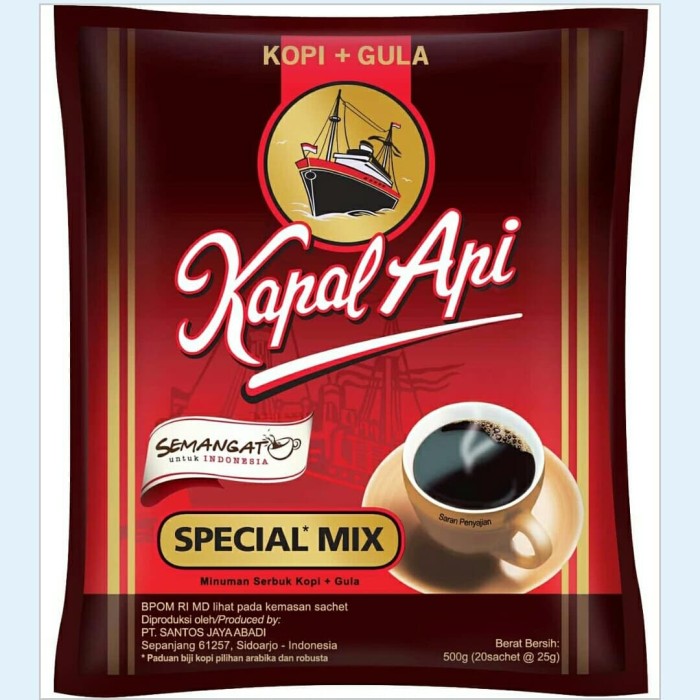 KOPI + GULA
Kapal Api
SEMANGAT
untuk INDONESIA
Saran Penyajian
SPECIAL* MIX
Minuman Serbuk Kopi + Gula
BPOM RI MD lihat pada kemasan sachet
Diproduksi oleh/Produced by:
PT. SANTOS JAYA ABADI
Sepanjang 61257, Sidoarjo - Indonesia
* Paduan biji kopi pilihan arabika dan robusta
Berat Bersih:
500g (20sachet @ 25g)